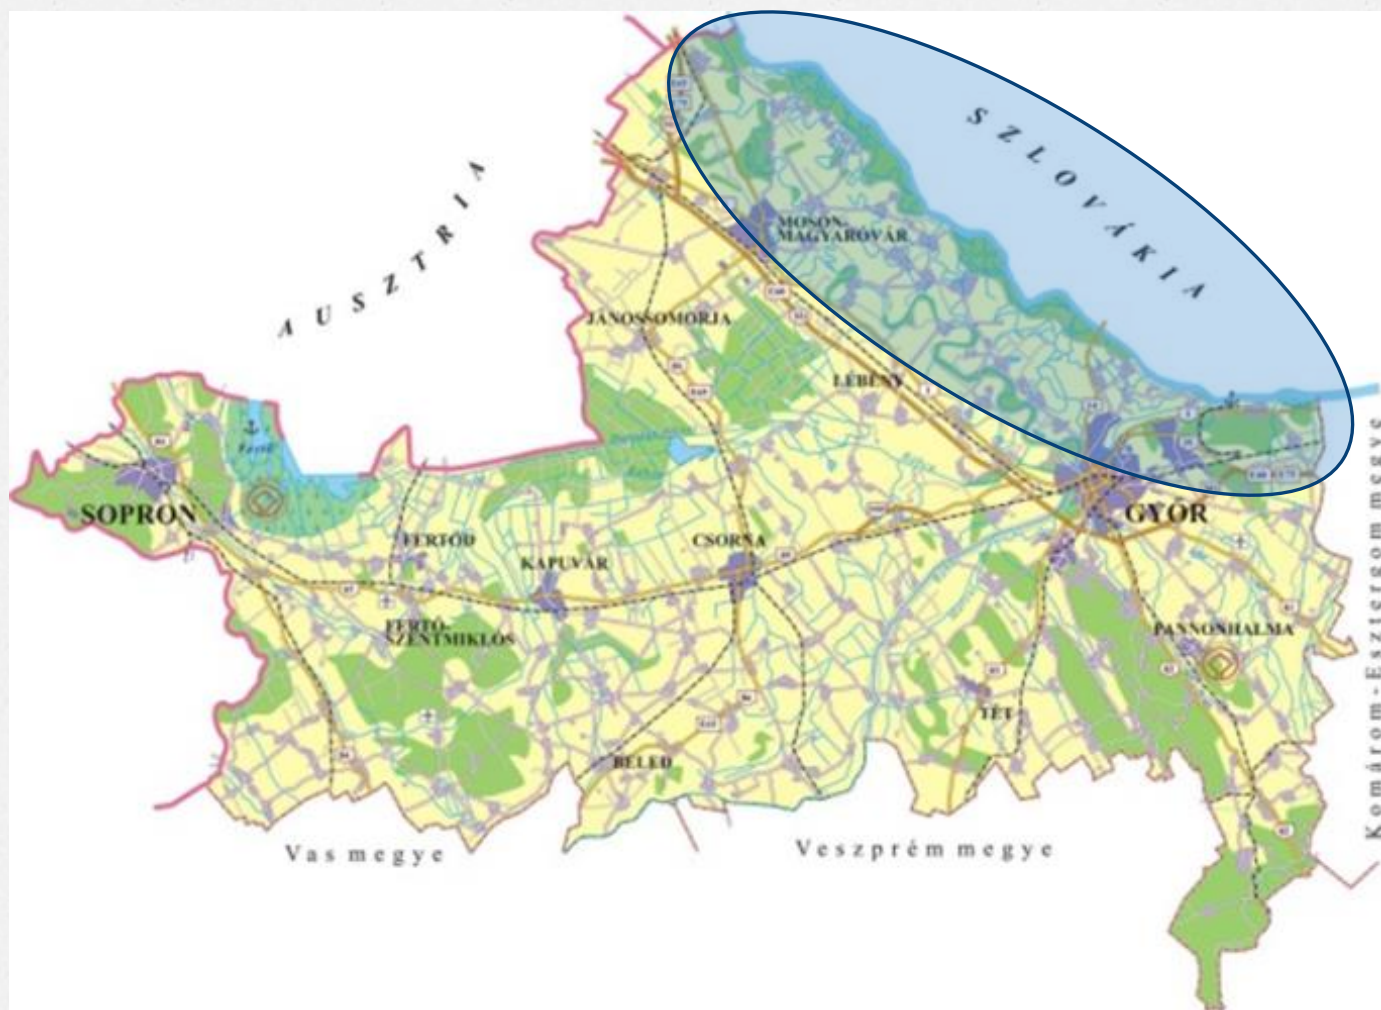 SZLOVÁKIA
AUSZTRIA
MOSON-
MAGYARÓVÁR
JÁNOSSOMORJA
LÉBÉNY
Fertő
SOPRON
GYŐR
FERTŐD
KAPUVÁR
CSORNA
FERTŐ-
SZENTMIKLÓS
PANNONHALMA
TÉT
BELED
Vas megye
Veszprém megye
Komárom-Esztergom megye